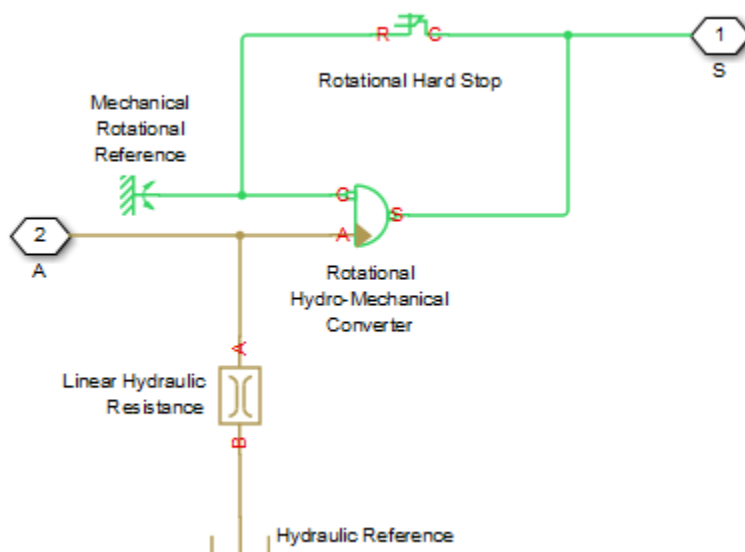 R C
1
S
Rotational Hard Stop
Mechanical
Rotational
Reference
C
S
2
A
A
Rotational
Hydro-Mechanical
Converter
A
Linear Hydraulic
Resistance
B
Hydraulic Reference